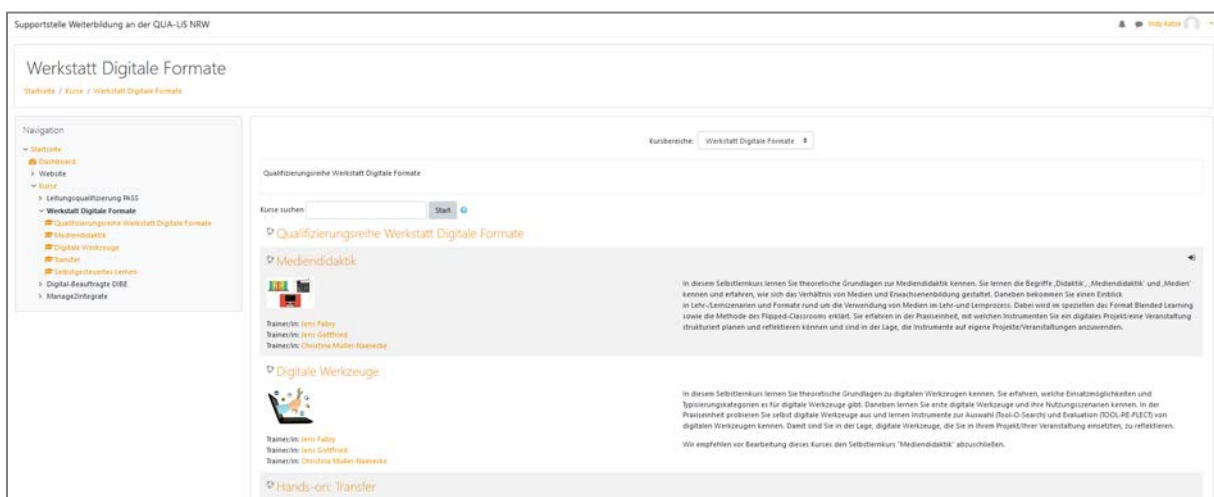 Supportstelle Weiterbildung an der QUA-LiS NRW
Indy Katze
Werkstatt Digitale Formate
Startseite / Kurse / Werkstatt Digitale Formate
Navigation
Startseite
Dashboard
Website
Kurse
Leitungsqualifizierung PASS
Werkstatt Digitale Formate
Qualifizierungsreihe Werkstatt Digitale Formate
Mediendidaktik
Digitale Werkzeuge
Transfer
Selbstgesteuertes Lernen
Digital-Beauftragte DIBE
Manage2Integrate
Kursbereiche: Werkstatt Digitale Formate
Qualifizierungsreihe Werkstatt Digitale Formate
Kurse suchen Start
Qualifizierungsreihe Werkstatt Digitale Formate
Mediendidaktik
Trainer/in: Jens Fabry
Trainer/in: Jens Gottfried
Trainer/in: Christina Müller-Naevecke
In diesem Selbstlernkurs lernen Sie theoretische Grundlagen zur Mediendidaktik kennen. Sie lernen die Begriffe ‚Didaktik', ‚Mediendidaktik' und ‚Medien'
kennen und erfahren, wie sich das Verhältnis von Medien und Erwachsenenbildung gestaltet. Daneben bekommen Sie einen Einblick
in Lehr-/Lernszenarien und Formate rund um die Verwendung von Medien im Lehr-und Lernprozess. Dabei wird im speziellen das Format Blended Learning
sowie die Methode des Flipped-Classrooms erklärt. Sie erfahren in der Praxiseinheit, mit welchen Instrumenten Sie ein digitales Projekt/eine Veranstaltung
strukturiert planen und reflektieren können und sind in der Lage, die Instrumente auf eigene Projekte/Veranstaltungen anzuwenden.
Digitale Werkzeuge
Trainer/in: Jens Fabry
Trainer/in: Jens Gottfried
Trainer/in: Christina Müller-Naevecke
In diesem Selbstlernkurs lernen Sie theoretische Grundlagen zu digitalen Werkzeugen kennen. Sie erfahren, welche Einsatzmöglichkeiten und
Typisierungskategorien es für digitale Werkzeuge gibt. Daneben lernen Sie erste digitale Werkzeuge und ihre Nutzungsszenarien kennen. In der
Praxiseinheit probieren Sie selbst digitale Werkzeuge aus und lernen Instrumente zur Auswahl (Tool-O-Search) und Evaluation (TOOL-RE-FLECT) von
digitalen Werkzeugen kennen. Damit sind Sie in der Lage, digitale Werkzeuge, die Sie in Ihrem Projekt/Ihrer Veranstaltung einsetzten, zu reflektieren.
Wir empfehlen vor Bearbeitung dieses Kurses den Selbstlernkurs "Mediendidaktik" abzuschließen.
Hands-on: Transfer